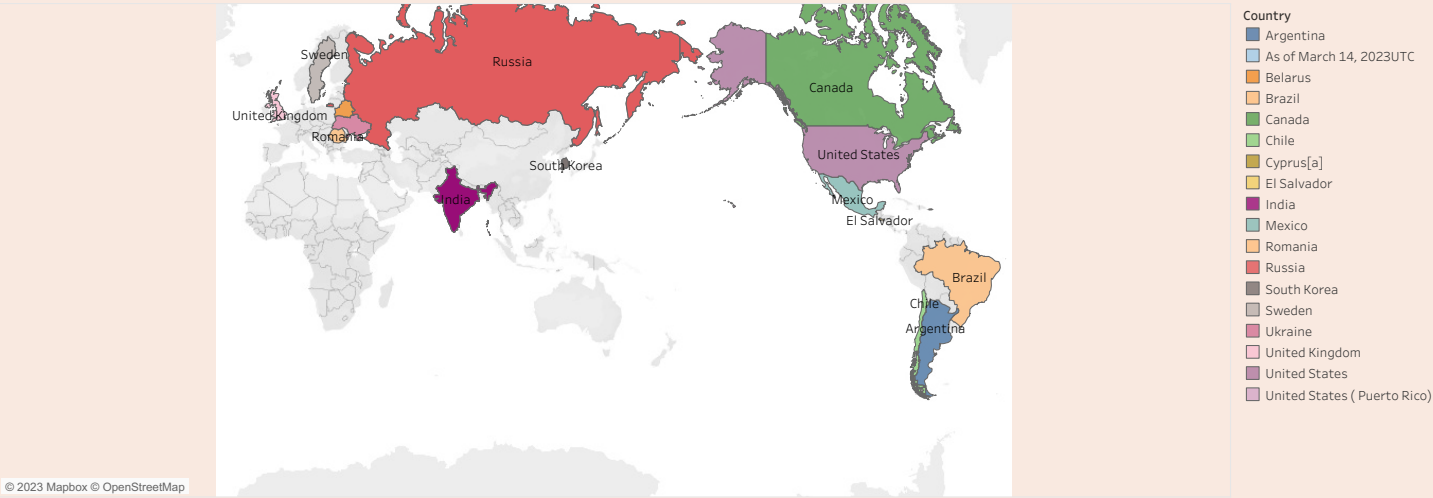 Sweden
Russia
United Kingdom
Romania
South Korea
India
Canada
United States
Mexico
El Salvador
Brazil
Chile
Argentina
© 2023 Mapbox © OpenStreetMap
Country
Argentina
As of March 14, 2023UTC
Belarus
Brazil
Canada
Chile
Cyprus[a]
El Salvador
India
Mexico
Romania
Russia
South Korea
Sweden
Ukraine
United Kingdom
United States
United States ( Puerto Rico)